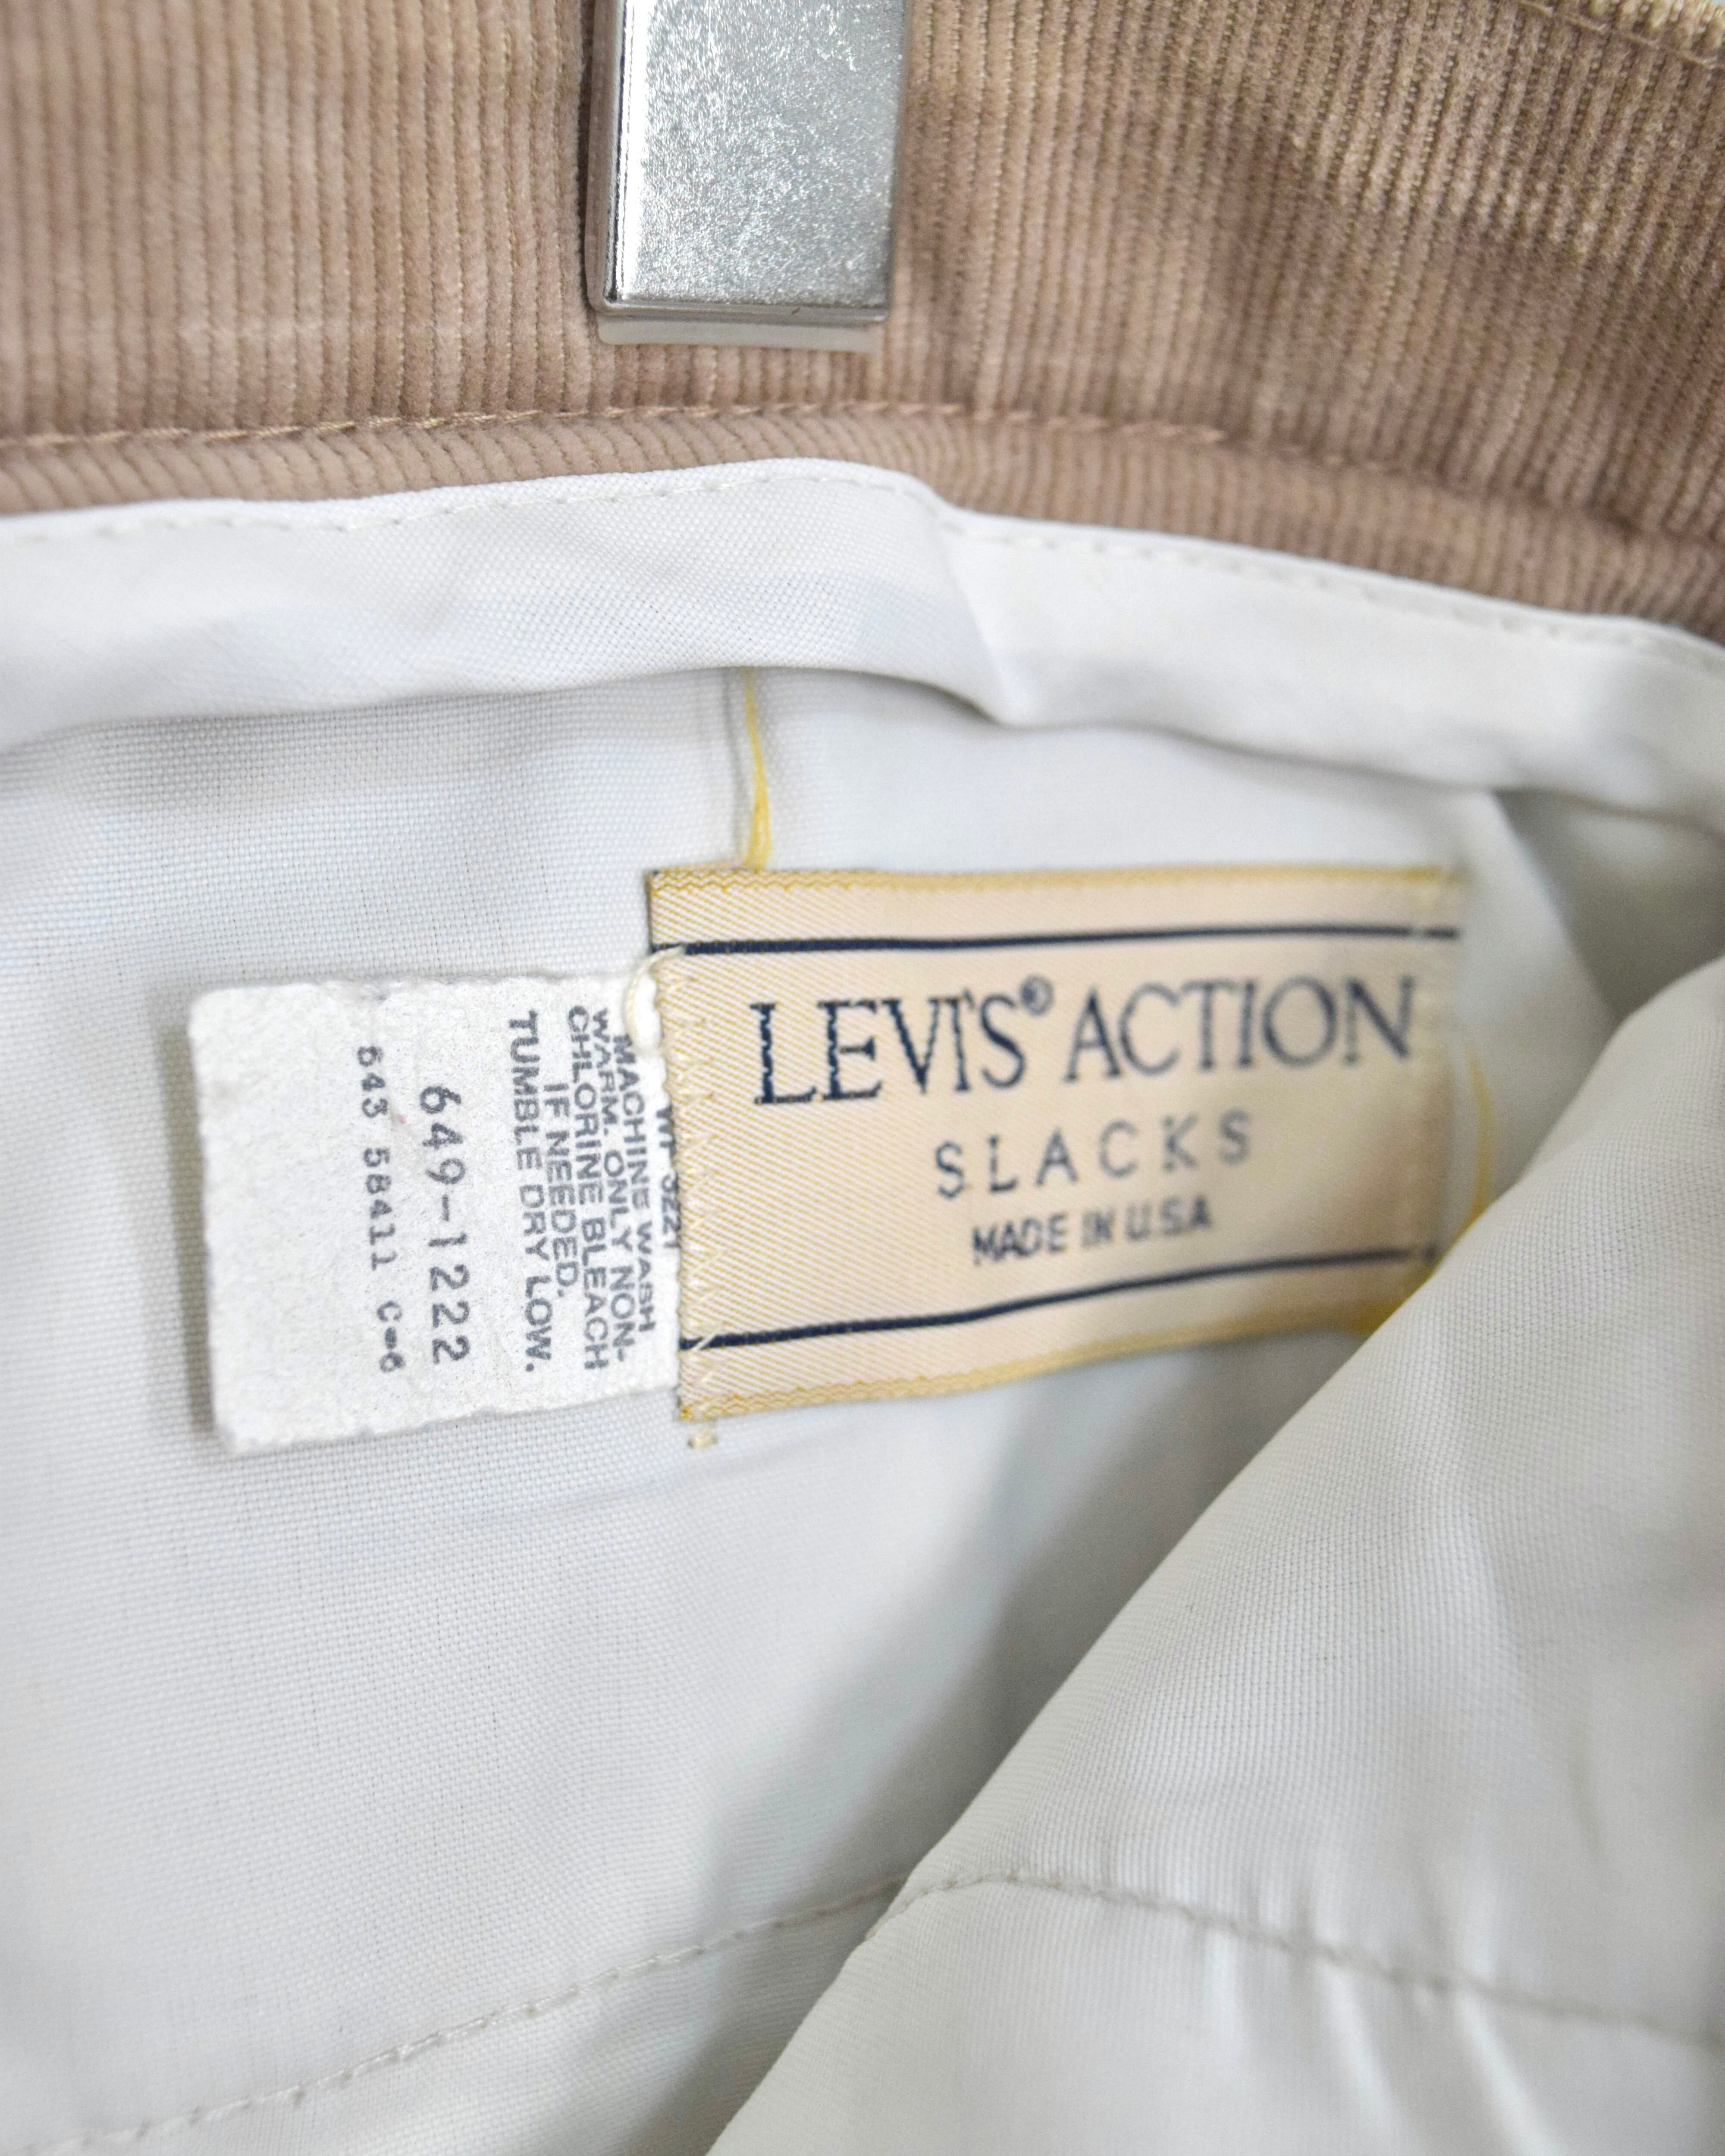 LEVI'S® ACTION
SLACKS
MADE IN U.S.A
MACHINE WASH
WARM. ONLY NON-
CHLORINE BLEACH
IF NEEDED.
TUMBLE DRY LOW.
649-1222
643 58411 C=6